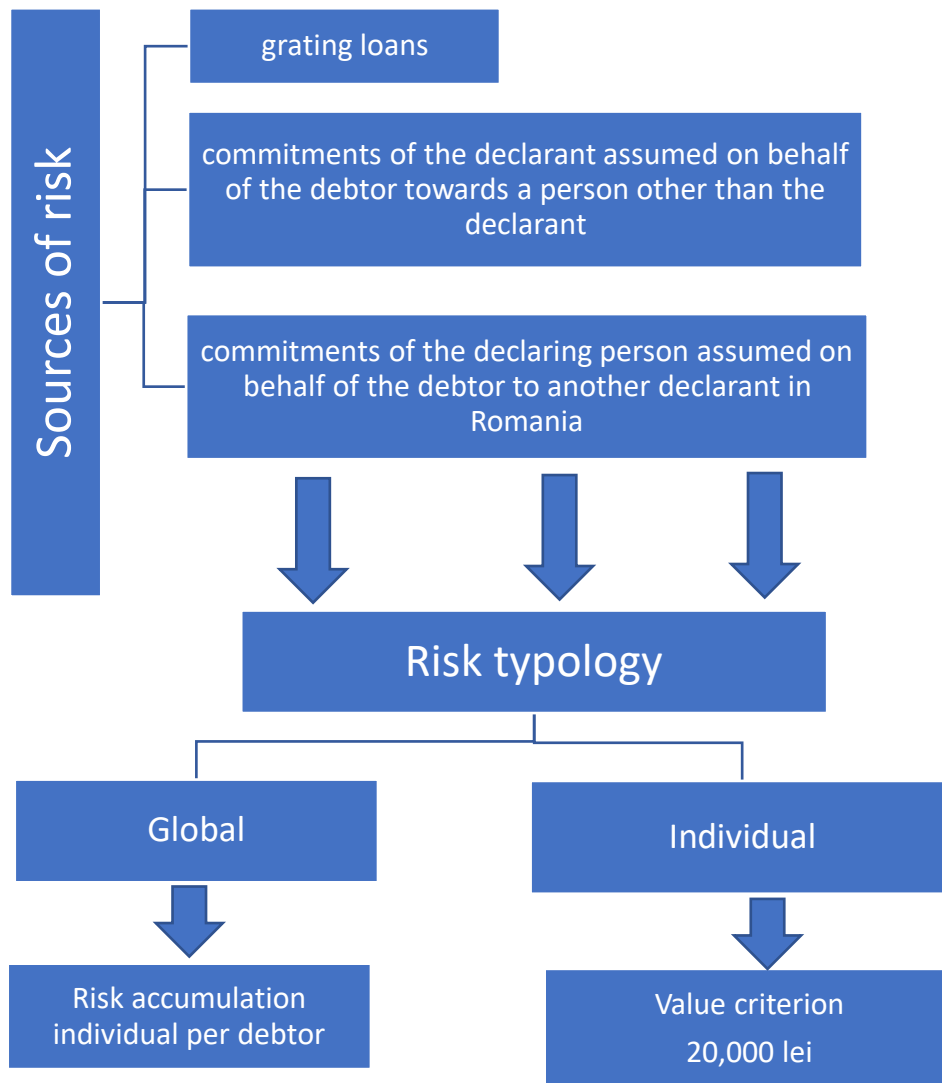 Sources of risk
grating loans
commitments of the declarant assumed on behalf
of the debtor towards a person other than the
declarant
commitments of the declaring person assumed on
behalf of the debtor to another declarant in
Romania
Risk typology
Global
Individual
Risk accumulation
individual per debtor
Value criterion
20,000 lei